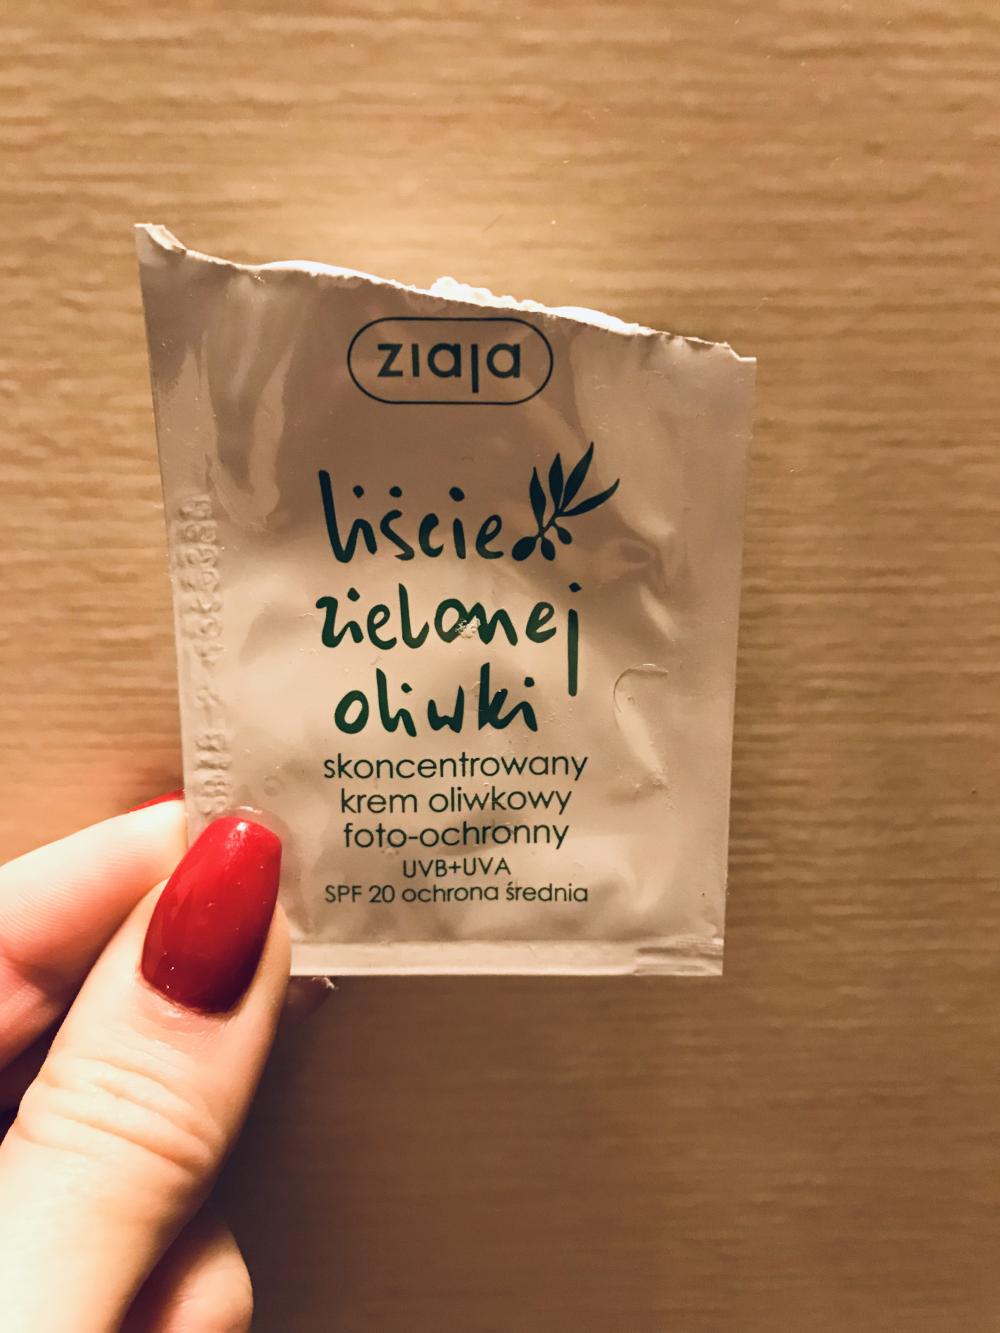 ziaja
liście
zielonej
oliwki
skoncentrowany
krem oliwkowy
foto-ochronny
UVB+UVA
SPF 20 ochrona średnia